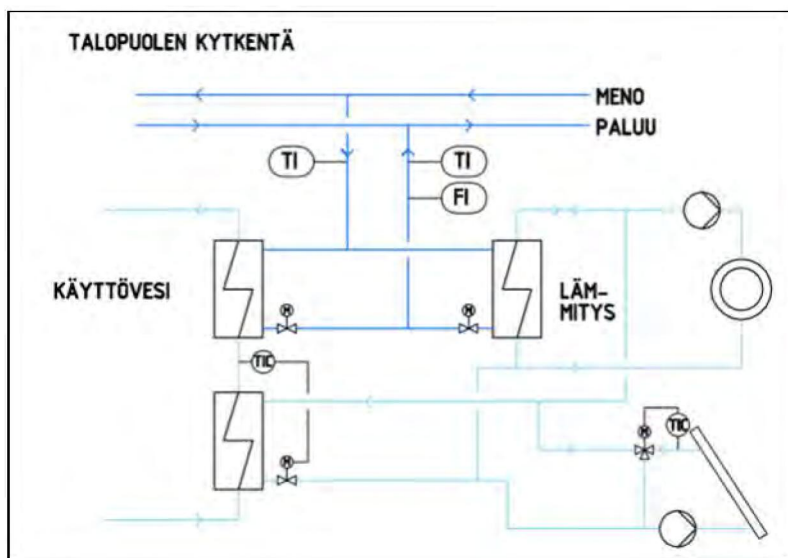 TALOPUOLEN KYTKENTÄ
MENO
PALUU
TI
TI
FI
KÄYTTÖVESI
LÄM-
MITYS
M
M
TIC
M
M
TIC